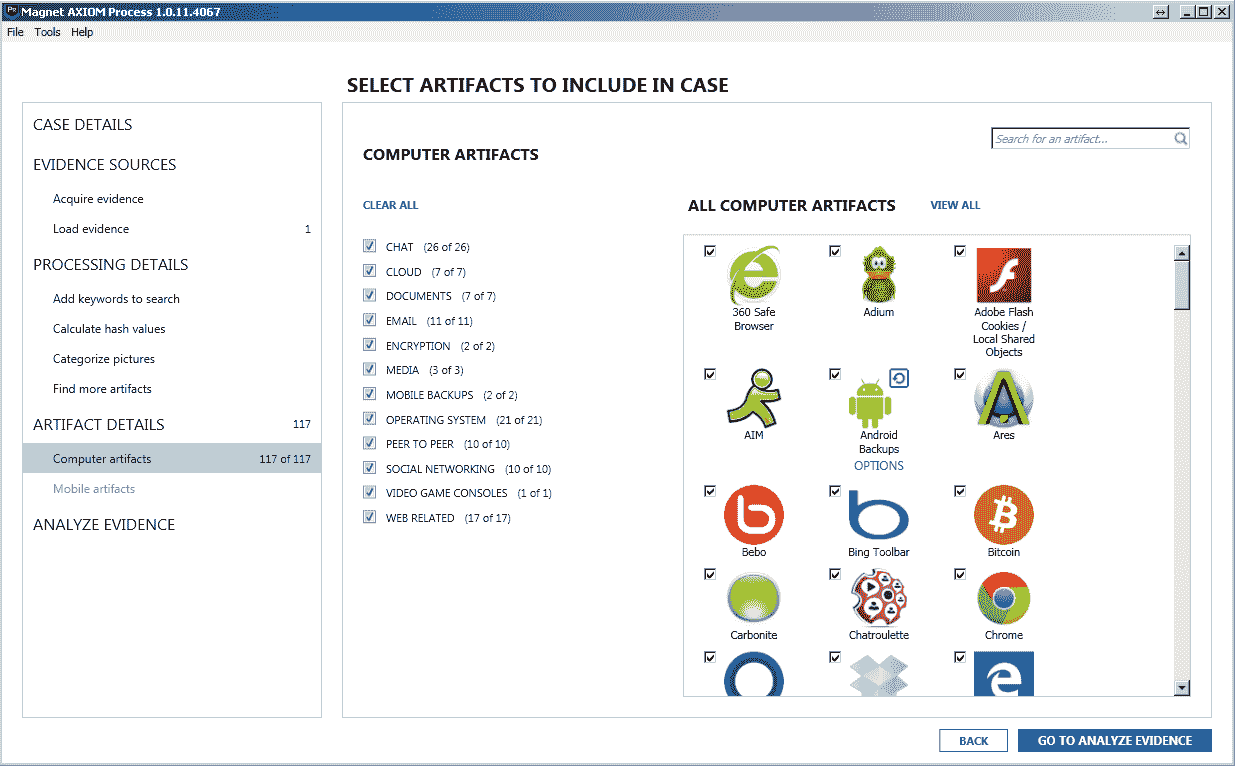 Magnet AXIOM Process 1.0.11.4067
File Tools Help
SELECT ARTIFACTS TO INCLUDE IN CASE
CASE DETAILS
EVIDENCE SOURCES
Acquire evidence
Load evidence 1
PROCESSING DETAILS
Add keywords to search
Calculate hash values
Categorize pictures
Find more artifacts
ARTIFACT DETAILS 117
Computer artifacts 117 of 117
Mobile artifacts
ANALYZE EVIDENCE
Search for an artifact...
COMPUTER ARTIFACTS
CLEAR ALL
CHAT (26 of 26)
CLOUD (7 of 7)
DOCUMENTS (7 of 7)
EMAIL (11 of 11)
ENCRYPTION (2 of 2)
MEDIA (3 of 3)
MOBILE BACKUPS (2 of 2)
OPERATING SYSTEM (21 of 21)
PEER TO PEER (10 of 10)
SOCIAL NETWORKING (10 of 10)
VIDEO GAME CONSOLES (1 of 1)
WEB RELATED (17 of 17)
ALL COMPUTER ARTIFACTS VIEW ALL
360 Safe
Browser
Adium
Adobe Flash
Cookies /
Local Shared
Objects
AIM
Android
Backups
OPTIONS
Ares
Bebo
Bing Toolbar
Bitcoin
Carbonite
Chatroulette
Chrome
BACK
GO TO ANALYZE EVIDENCE